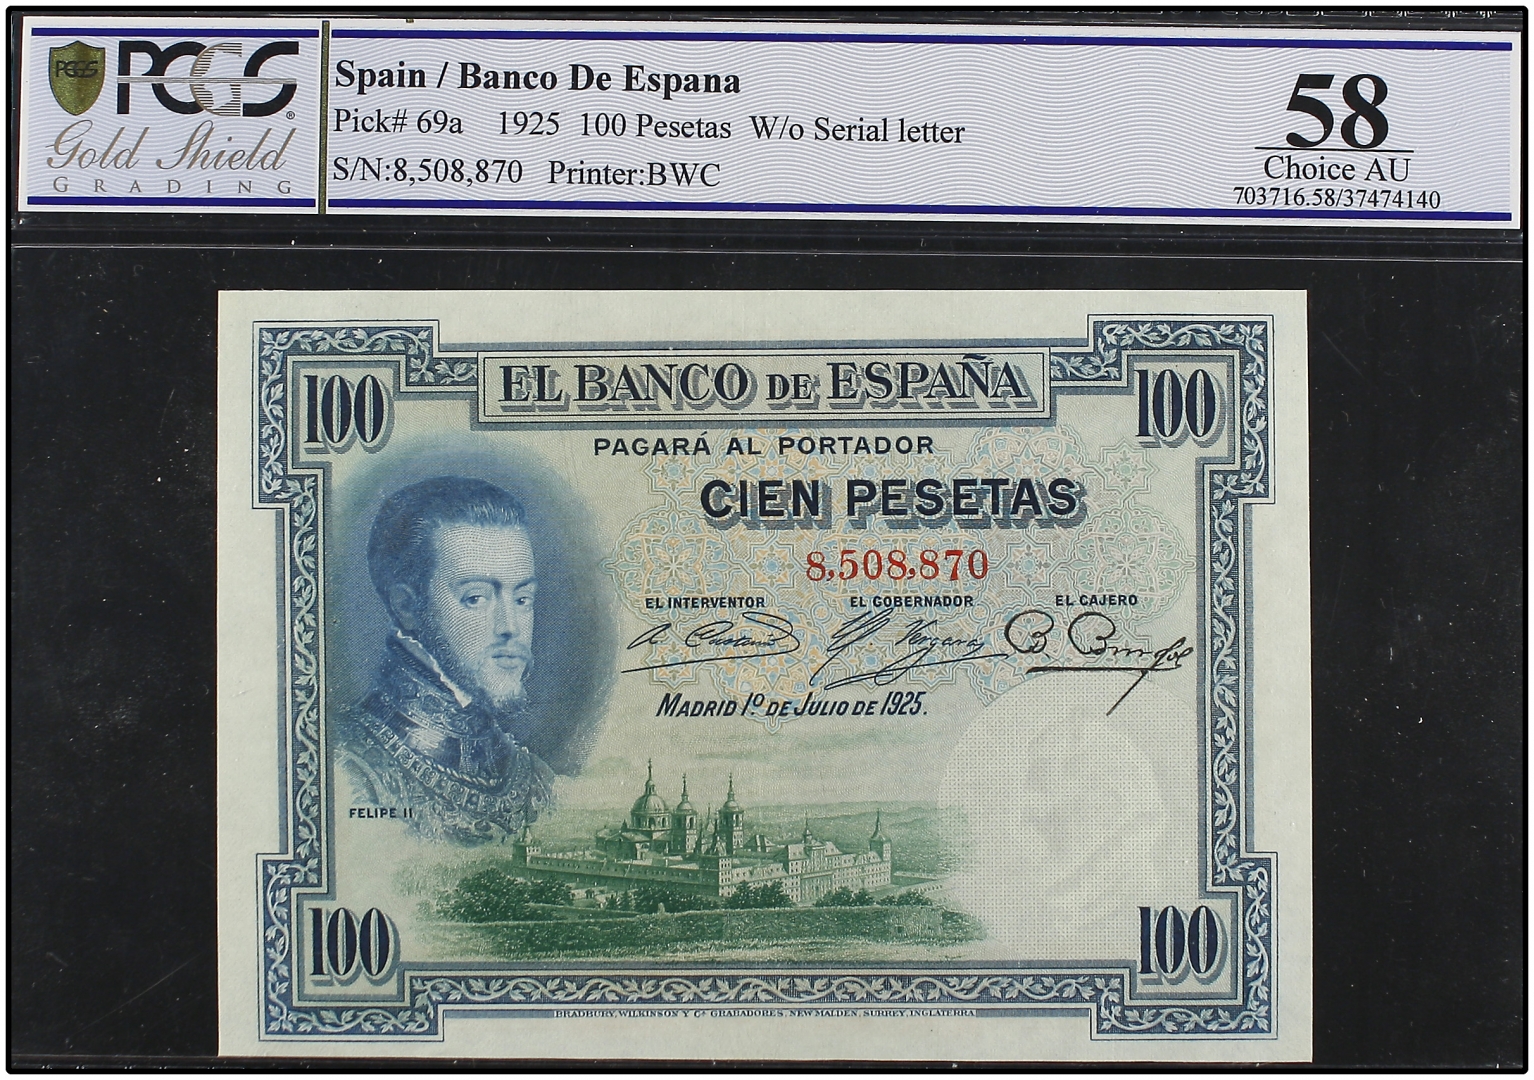 PCGS
PCGS®
Gold Shield
GRADING
Spain / Banco De Espana
Pick# 69a 1925 100 Pesetas W/o Serial letter
S/N:8,508,870 Printer:BWC
58
Choice AU
703716.58/37474140
100 EL BANCO DE ESPAÑA 100
PAGARÁ AL PORTADOR
CIEN PESETAS
8,508,870
EL INTERVENTOR EL GOBERNADOR EL CAJERO
MADRID 1º DE JULIO DE 1925.
FELIPE II
100 100
BRADBURY, WILKINSON Y Cª GRABADORES, NEW MALDEN, SURREY, INGLATERRA